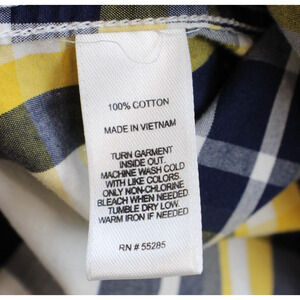 100% COTTON
MADE IN VIETNAM
TURN GARMENT
INSIDE OUT.
MACHINE WASH COLD
WITH LIKE COLORS.
ONLY NON-CHLORINE
BLEACH WHEN NEEDED.
TUMBLE DRY LOW.
WARM IRON IF NEEDED
RN # 55285